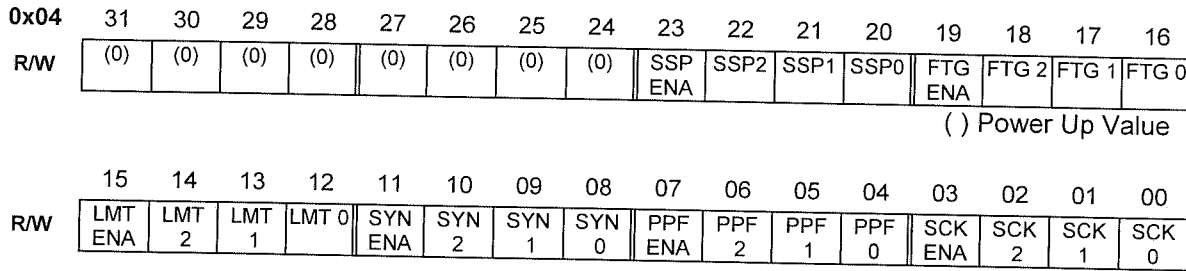 0x04 31 30 29 28 27 26 25 24 23 22 21 20 19 18 17 16
R/W (0) (0) (0) (0) (0) (0) (0) (0) SSP ENA SSP2 SSP1 SSP0 FTG ENA FTG 2 FTG 1 FTG 0
( ) Power Up Value
15 14 13 12 11 10 09 08 07 06 05 04 03 02 01 00
R/W LMT ENA LMT 2 LMT 1 LMT 0 SYN ENA SYN 2 SYN 1 SYN 0 PPF ENA PPF 2 PPF 1 PPF 0 SCK ENA SCK 2 SCK 1 SCK 0